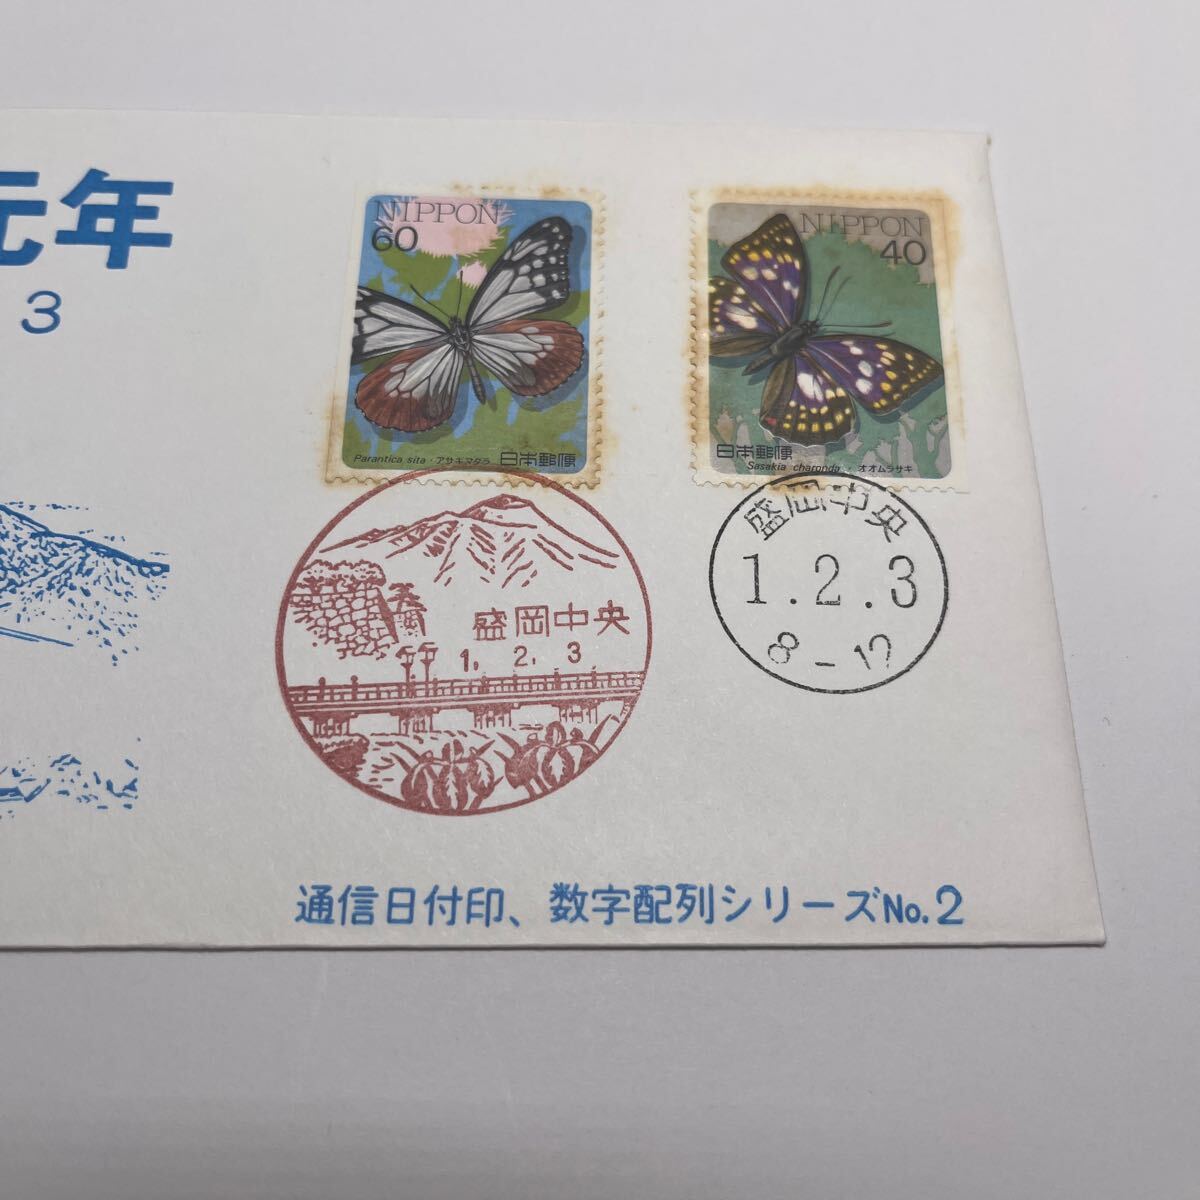 元年
3
NIPPON
60
Parantica sita・アサギマダラ 日本郵便
NIPPON
40
日本郵便
Sasakia charonda・オオムラサキ
盛岡中央
1. 2. 3
盛岡中央
1.2.3
8-12
通信日付印、数字配列シリーズNo.2